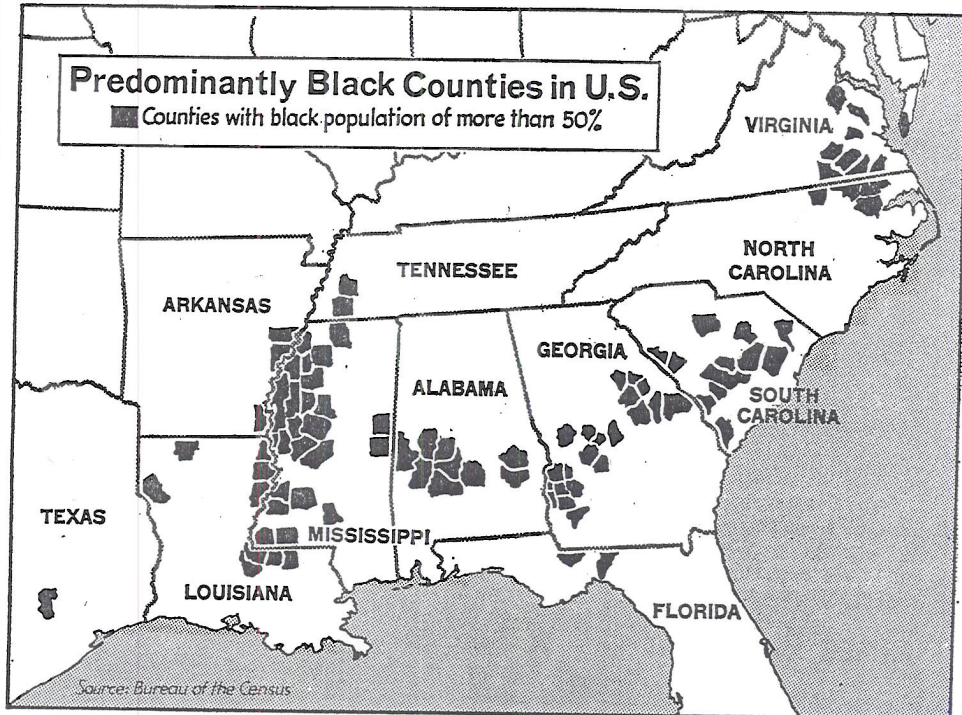 Predominantly Black Counties in U.S.
Counties with black population of more than 50%
VIRGINIA
NORTH
CAROLINA
TENNESSEE
ARKANSAS
GEORGIA
ALABAMA
SOUTH
CAROLINA
TEXAS
MISSISSIPPI
LOUISIANA
FLORIDA
Source: Bureau of the Census